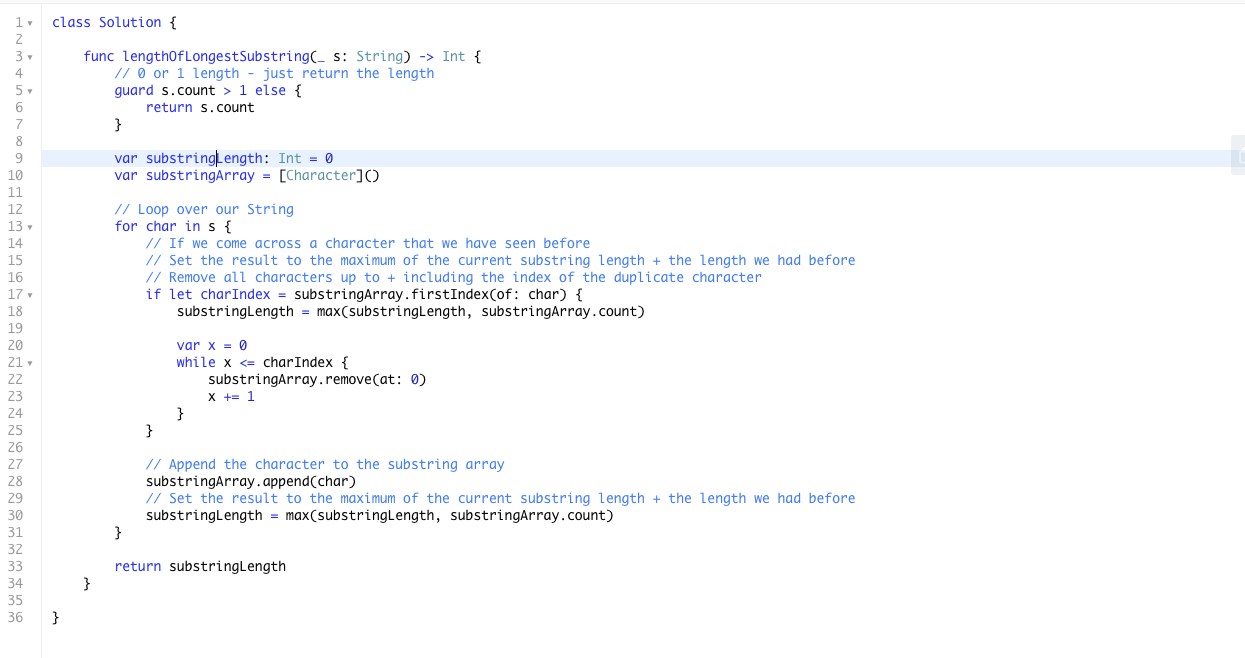 1 class Solution {
2
3 func lengthOfLongestSubstring(_ s: String) -> Int {
4 // 0 or 1 length - just return the length
5 guard s.count > 1 else {
6 return s.count
7 }
8
9 var substringLength: Int = 0
10 var substringArray = [Character]()
11
12 // Loop over our String
13 for char in s {
14 // If we come across a character that we have seen before
15 // Set the result to the maximum of the current substring length + the length we had before
16 // Remove all characters up to + including the index of the duplicate character
17 if let charIndex = substringArray.firstIndex(of: char) {
18 substringLength = max(substringLength, substringArray.count)
19
20 var x = 0
21 while x <= charIndex {
22 substringArray.remove(at: 0)
23 x += 1
24 }
25 }
26
27 // Append the character to the substring array
28 substringArray.append(char)
29 // Set the result to the maximum of the current substring length + the length we had before
30 substringLength = max(substringLength, substringArray.count)
31 }
32
33 return substringLength
34 }
35
36 }